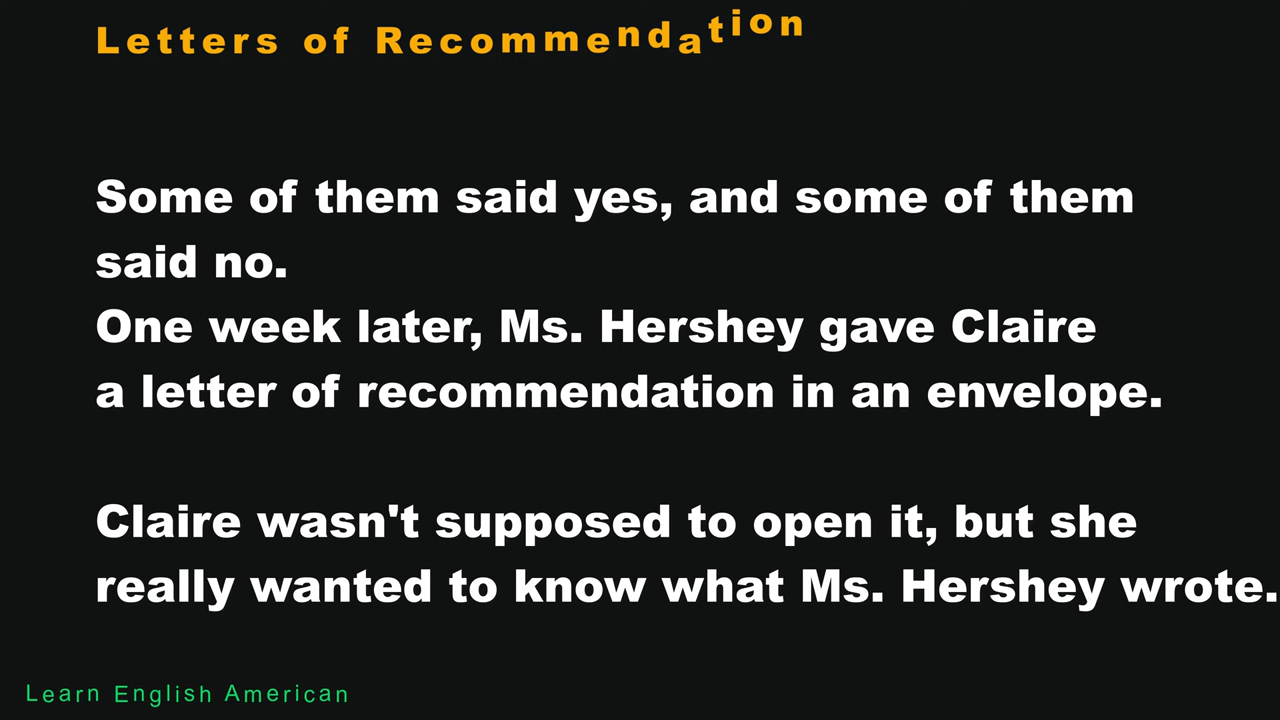 Letters of Recommendation
Some of them said yes, and some of them
said no.
One week later, Ms. Hershey gave Claire
a letter of recommendation in an envelope.
Claire wasn't supposed to open it, but she
really wanted to know what Ms. Hershey wrote.
Learn English American